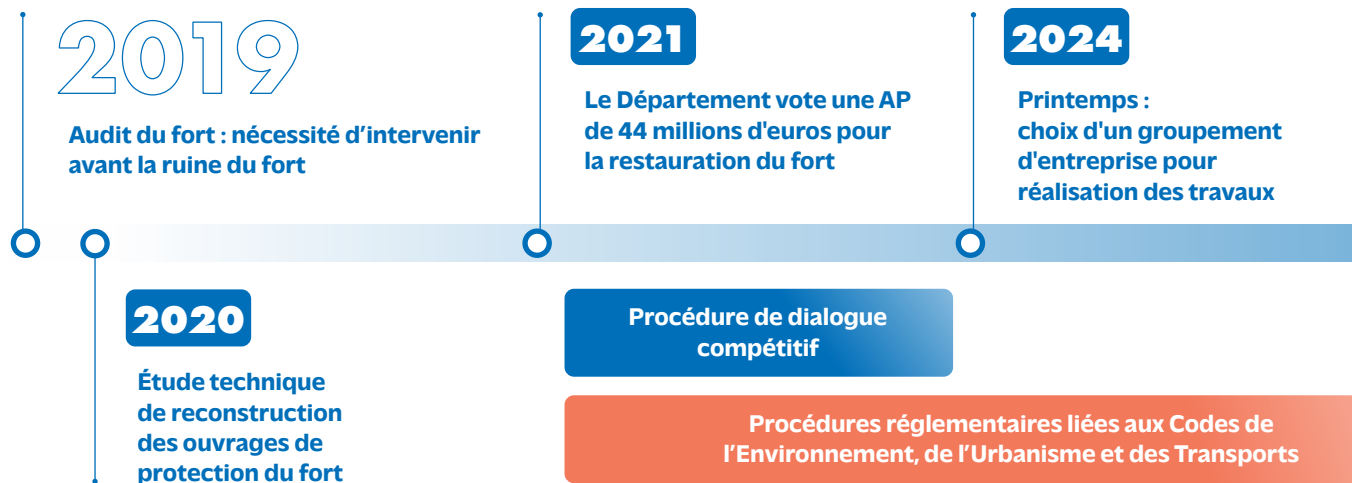 2019
Audit du fort : nécessité d’intervenir
avant la ruine du fort
2020
Étude technique
de reconstruction
des ouvrages de
protection du fort
2021
Le Département vote une AP
de 44 millions d'euros pour
la restauration du fort
2024
Printemps :
choix d'un groupement
d'entreprise pour
réalisation des travaux
Procédure de dialogue
compétitif
Procédures réglementaires liées aux Codes de
l’Environnement, de l’Urbanisme et des Transports